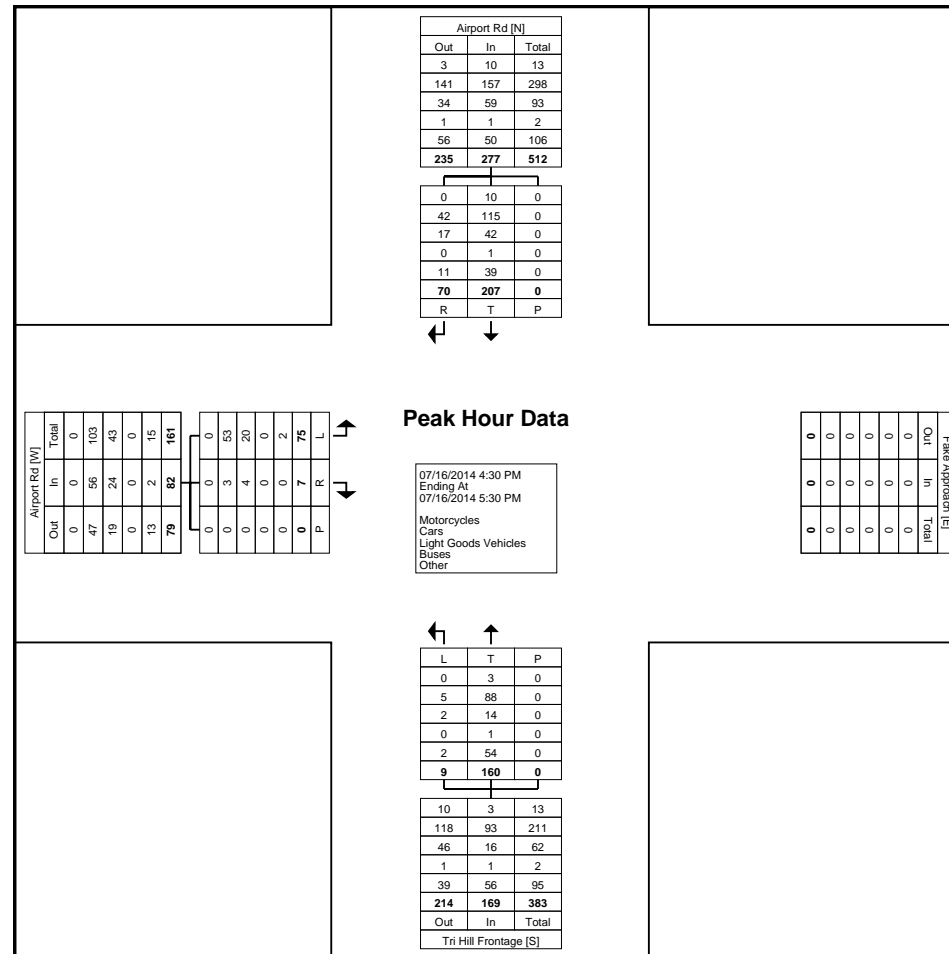 Airport Rd [N]
Out In Total
3 10 13
141 157 298
34 59 93
1 1 2
56 50 106
235 277 512
0 10 0
42 115 0
17 42 0
0 1 0
11 39 0
70 207 0
R T P
Airport Rd [W]
Total 0 103 43 0 15 161
In 0 56 24 0 2 82
Out 0 47 19 0 13 79
0 53 20 0 2 75 L
0 3 4 0 0 7 R
0 0 0 0 0 0 P
Peak Hour Data
07/16/2014 4:30 PM
Ending At
07/16/2014 5:30 PM
Motorcycles
Cars
Light Goods Vehicles
Buses
Other
Fake Approach [E]
Out 0 0 0 0 0 0
In 0 0 0 0 0 0
Total 0 0 0 0 0 0
L T P
0 3 0
5 88 0
2 14 0
0 1 0
2 54 0
9 160 0
10 3 13
118 93 211
46 16 62
1 1 2
39 56 95
214 169 383
Out In Total
Tri Hill Frontage [S]